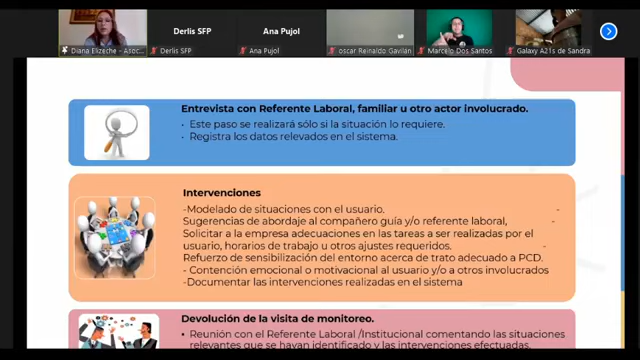 Derlis SFP
Ana Pujol
Diana Elizeche - Asoc...
Derlis SFP
Ana Pujol
oscar Reinaldo Gavilán
Marcelo Dos Santos
Galaxy A21s de Sandra
Entrevista con Referente Laboral, familiar u otro actor involucrado.
• Este paso se realizará sólo si la situación lo requiere.
• Registra los datos relevados en el sistema.
Intervenciones
-Modelado de situaciones con el usuario. -
Sugerencias de abordaje al compañero guía y/o referente laboral, -
Solicitar a la empresa adecuaciones en las tareas a ser realizadas por el
usuario, horarios de trabajo u otros ajustes requeridos. -
Refuerzo de sensibilización del entorno acerca de trato adecuado a PCD.
- Contención emocional o motivacional al usuario y/o a otros involucrados
-Documentar las intervenciones realizadas en el sistema
Devolución de la visita de monitoreo.
• Reunión con el Referente Laboral /Institucional comentando las situaciones
relevantes que se hayan identificado y las intervenciones efectuadas.